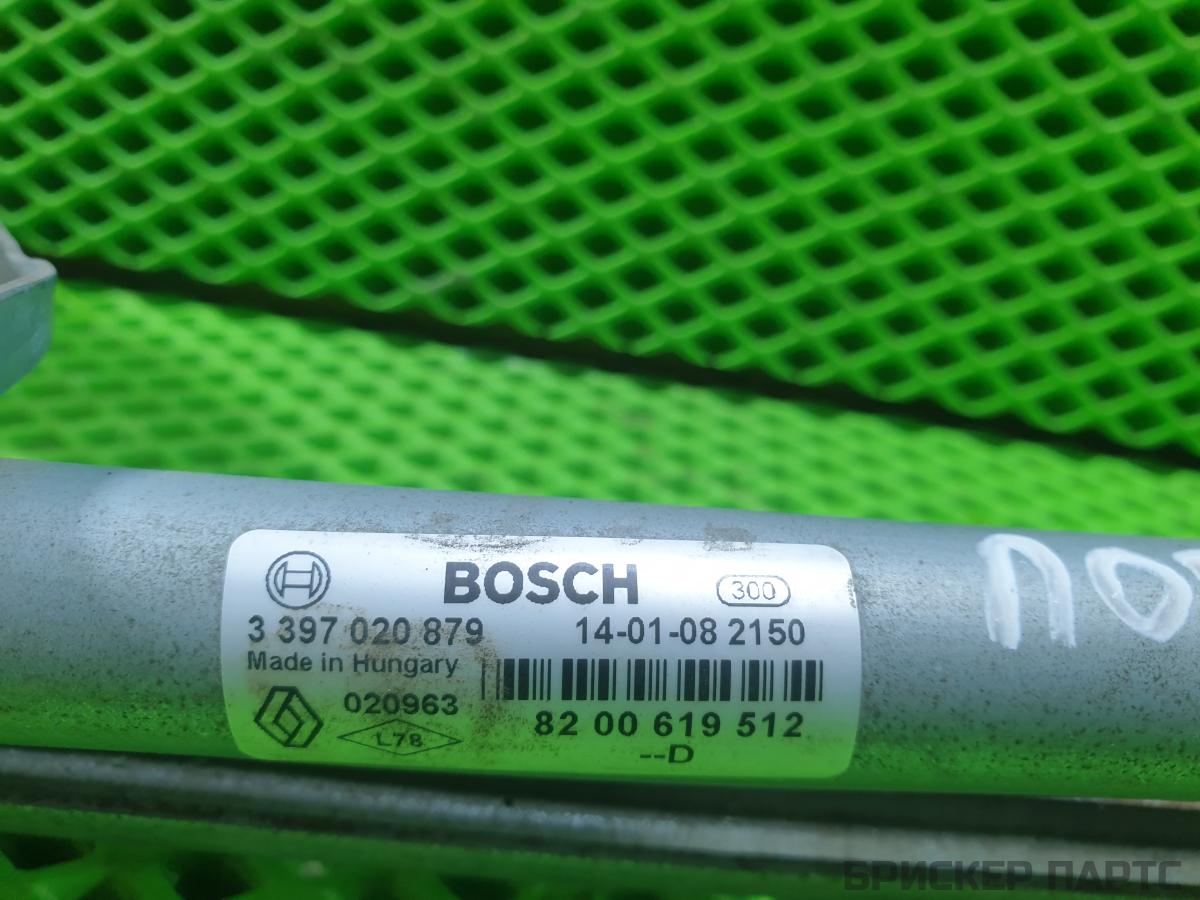 BOSCH 300
3 397 020 879 14-01-08 2150
Made in Hungary
020963
L78
82 00 619 512
--D
БРИСКЕР ПАРТС